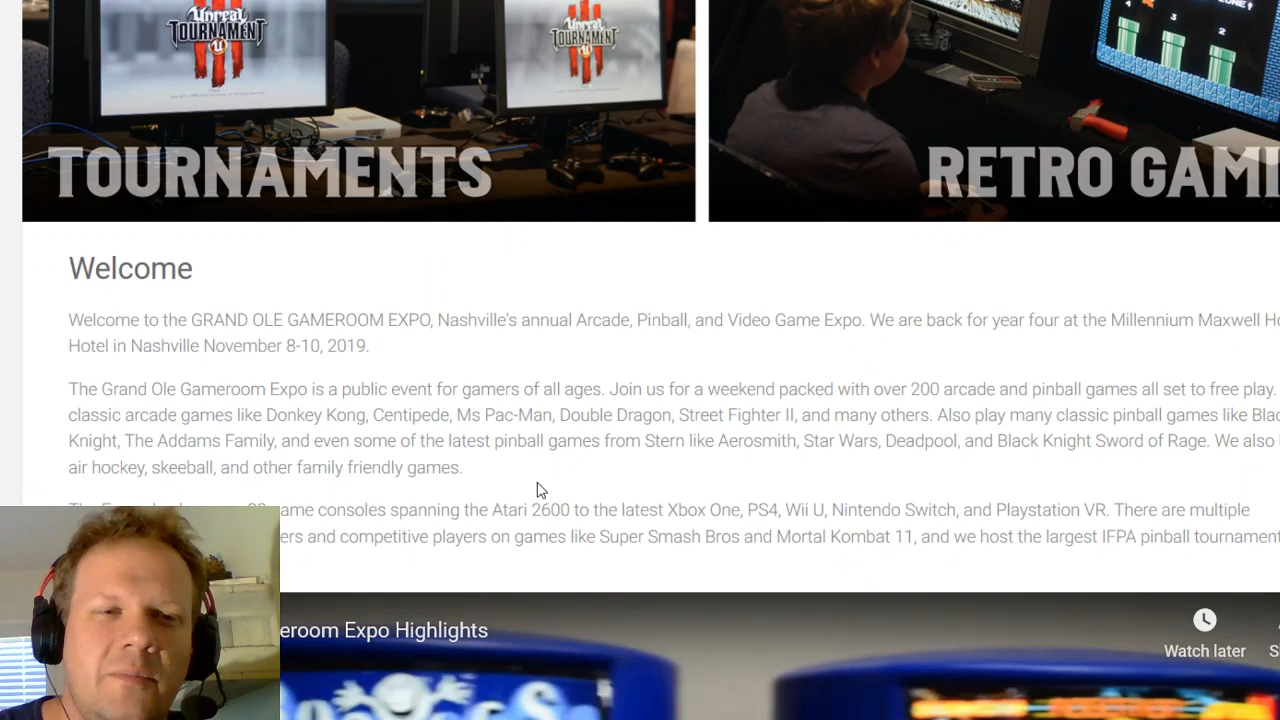 Unreal
TOURNAMENT
Unreal
TOURNAMENT
4
3
2
TOURNAMENTS
RETRO
Welcome
Welcome to the GRAND OLE GAMEROOM EXPO, Nashville's annual Arcade, Pinball, and Video Game Expo. We are back for year four at the Millennium Maxwell
Hotel in Nashville November 8-10, 2019.
The Grand Ole Gameroom Expo is a public event for gamers of all ages. Join us for a weekend packed with over 200 arcade and pinball games all set to free play.
classic arcade games like Donkey Kong, Centipede, Ms Pac-Man, Double Dragon, Street Fighter II, and many others. Also play many classic pinball games like
Knight, The Addams Family, and even some of the latest pinball games from Stern like Aerosmith, Star Wars, Deadpool, and Black Knight Sword of Rage. We also
air hockey, skeeball, and other family friendly games.
consoles spanning the Atari 2600 to the latest Xbox One, PS4, Wii U, Nintendo Switch, and Playstation VR. There are multiple
and competitive players on games like Super Smash Bros and Mortal Kombat 11, and we host the largest IFPA pinball
Expo Highlights
Watch later